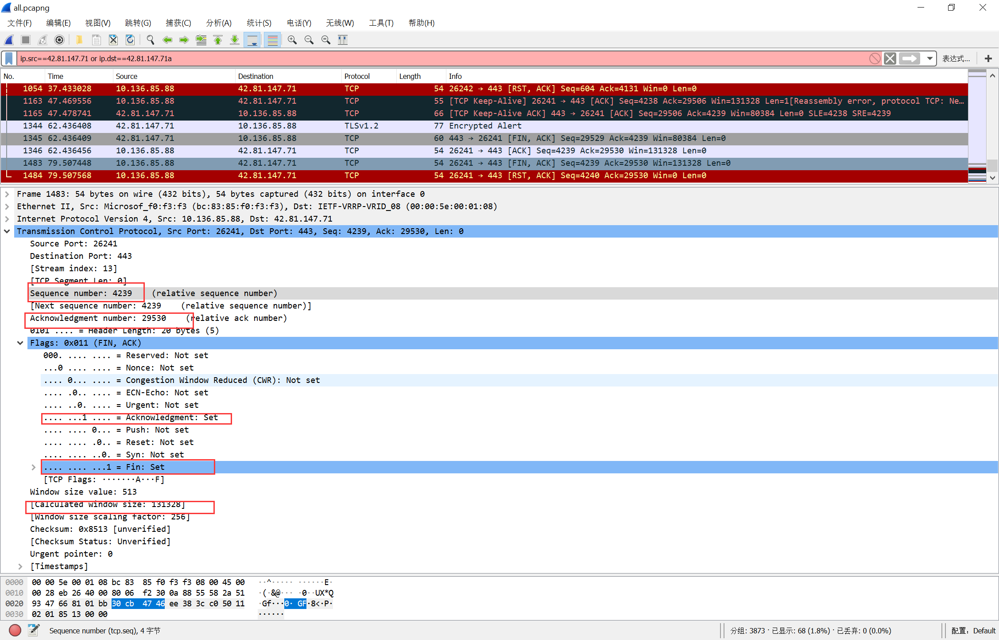 all.pcapng
文件(F) 编辑(E) 视图(V) 跳转(G) 捕获(C) 分析(A) 统计(S) 电话(Y) 无线(W) 工具(T) 帮助(H)
ip.src==42.81.147.71 or ip.dst==42.81.147.71a 表达式… +
No. Time Source Destination Protocol Length Info
1054 37.433028 10.136.85.88 42.81.147.71 TCP 54 26242 → 443 [RST, ACK] Seq=604 Ack=4131 Win=0 Len=0
1163 47.469556 10.136.85.88 42.81.147.71 TCP 55 [TCP Keep-Alive] 26241 → 443 [ACK] Seq=4238 Ack=29506 Win=131328 Len=1[Reassembly error, protocol TCP: Ne…
1165 47.478741 42.81.147.71 10.136.85.88 TCP 66 [TCP Keep-Alive ACK] 443 → 26241 [ACK] Seq=29506 Ack=4239 Win=80384 Len=0 SLE=4238 SRE=4239
1344 62.436408 42.81.147.71 10.136.85.88 TLSv1.2 77 Encrypted Alert
1345 62.436409 42.81.147.71 10.136.85.88 TCP 60 443 → 26241 [FIN, ACK] Seq=29529 Ack=4239 Win=80384 Len=0
1346 62.436456 10.136.85.88 42.81.147.71 TCP 54 26241 → 443 [ACK] Seq=4239 Ack=29530 Win=131328 Len=0
1483 79.507448 10.136.85.88 42.81.147.71 TCP 54 26241 → 443 [FIN, ACK] Seq=4239 Ack=29530 Win=131328 Len=0
1484 79.507568 10.136.85.88 42.81.147.71 TCP 54 26241 → 443 [RST, ACK] Seq=4240 Ack=29530 Win=0 Len=0
Frame 1483: 54 bytes on wire (432 bits), 54 bytes captured (432 bits) on interface 0
Ethernet II, Src: Microsof_f0:f3:f3 (bc:83:85:f0:f3:f3), Dst: IETF-VRRP-VRID_08 (00:00:5e:00:01:08)
Internet Protocol Version 4, Src: 10.136.85.88, Dst: 42.81.147.71
Transmission Control Protocol, Src Port: 26241, Dst Port: 443, Seq: 4239, Ack: 29530, Len: 0
Source Port: 26241
Destination Port: 443
[Stream index: 13]
[TCP Segment Len: 0]
Sequence number: 4239    (relative sequence number)
[Next sequence number: 4239    (relative sequence number)]
Acknowledgment number: 29530    (relative ack number)
0101 .... = Header Length: 20 bytes (5)
Flags: 0x011 (FIN, ACK)
000. .... .... = Reserved: Not set
...0 .... .... = Nonce: Not set
.... 0... .... = Congestion Window Reduced (CWR): Not set
.... .0.. .... = ECN-Echo: Not set
.... ..0. .... = Urgent: Not set
.... ...1 .... = Acknowledgment: Set
.... .... 0... = Push: Not set
.... .... .0.. = Reset: Not set
.... .... ..0. = Syn: Not set
.... .... ...1 = Fin: Set
[TCP Flags: ·······A···F]
Window size value: 513
[Calculated window size: 131328]
[Window size scaling factor: 256]
Checksum: 0x8513 [unverified]
[Checksum Status: Unverified]
Urgent pointer: 0
[Timestamps]
0000 00 00 5e 00 01 08 bc 83 85 f0 f3 f3 08 00 45 00 ··^····· ······E·
0010 00 28 eb 26 40 00 80 06 f2 30 0a 88 55 58 2a 51 ·(·&@··· ·0··UX*Q
0020 93 47 66 81 01 bb 30 cb 47 46 ee 38 3c c0 50 11 ·Gf···0· GF·8<·P·
0030 02 01 85 13 00 00 ······
Sequence number (tcp.seq), 4 字节 分组: 3873 · 已显示: 68 (1.8%) · 已丢弃: 0 (0.0%) 配置: Default